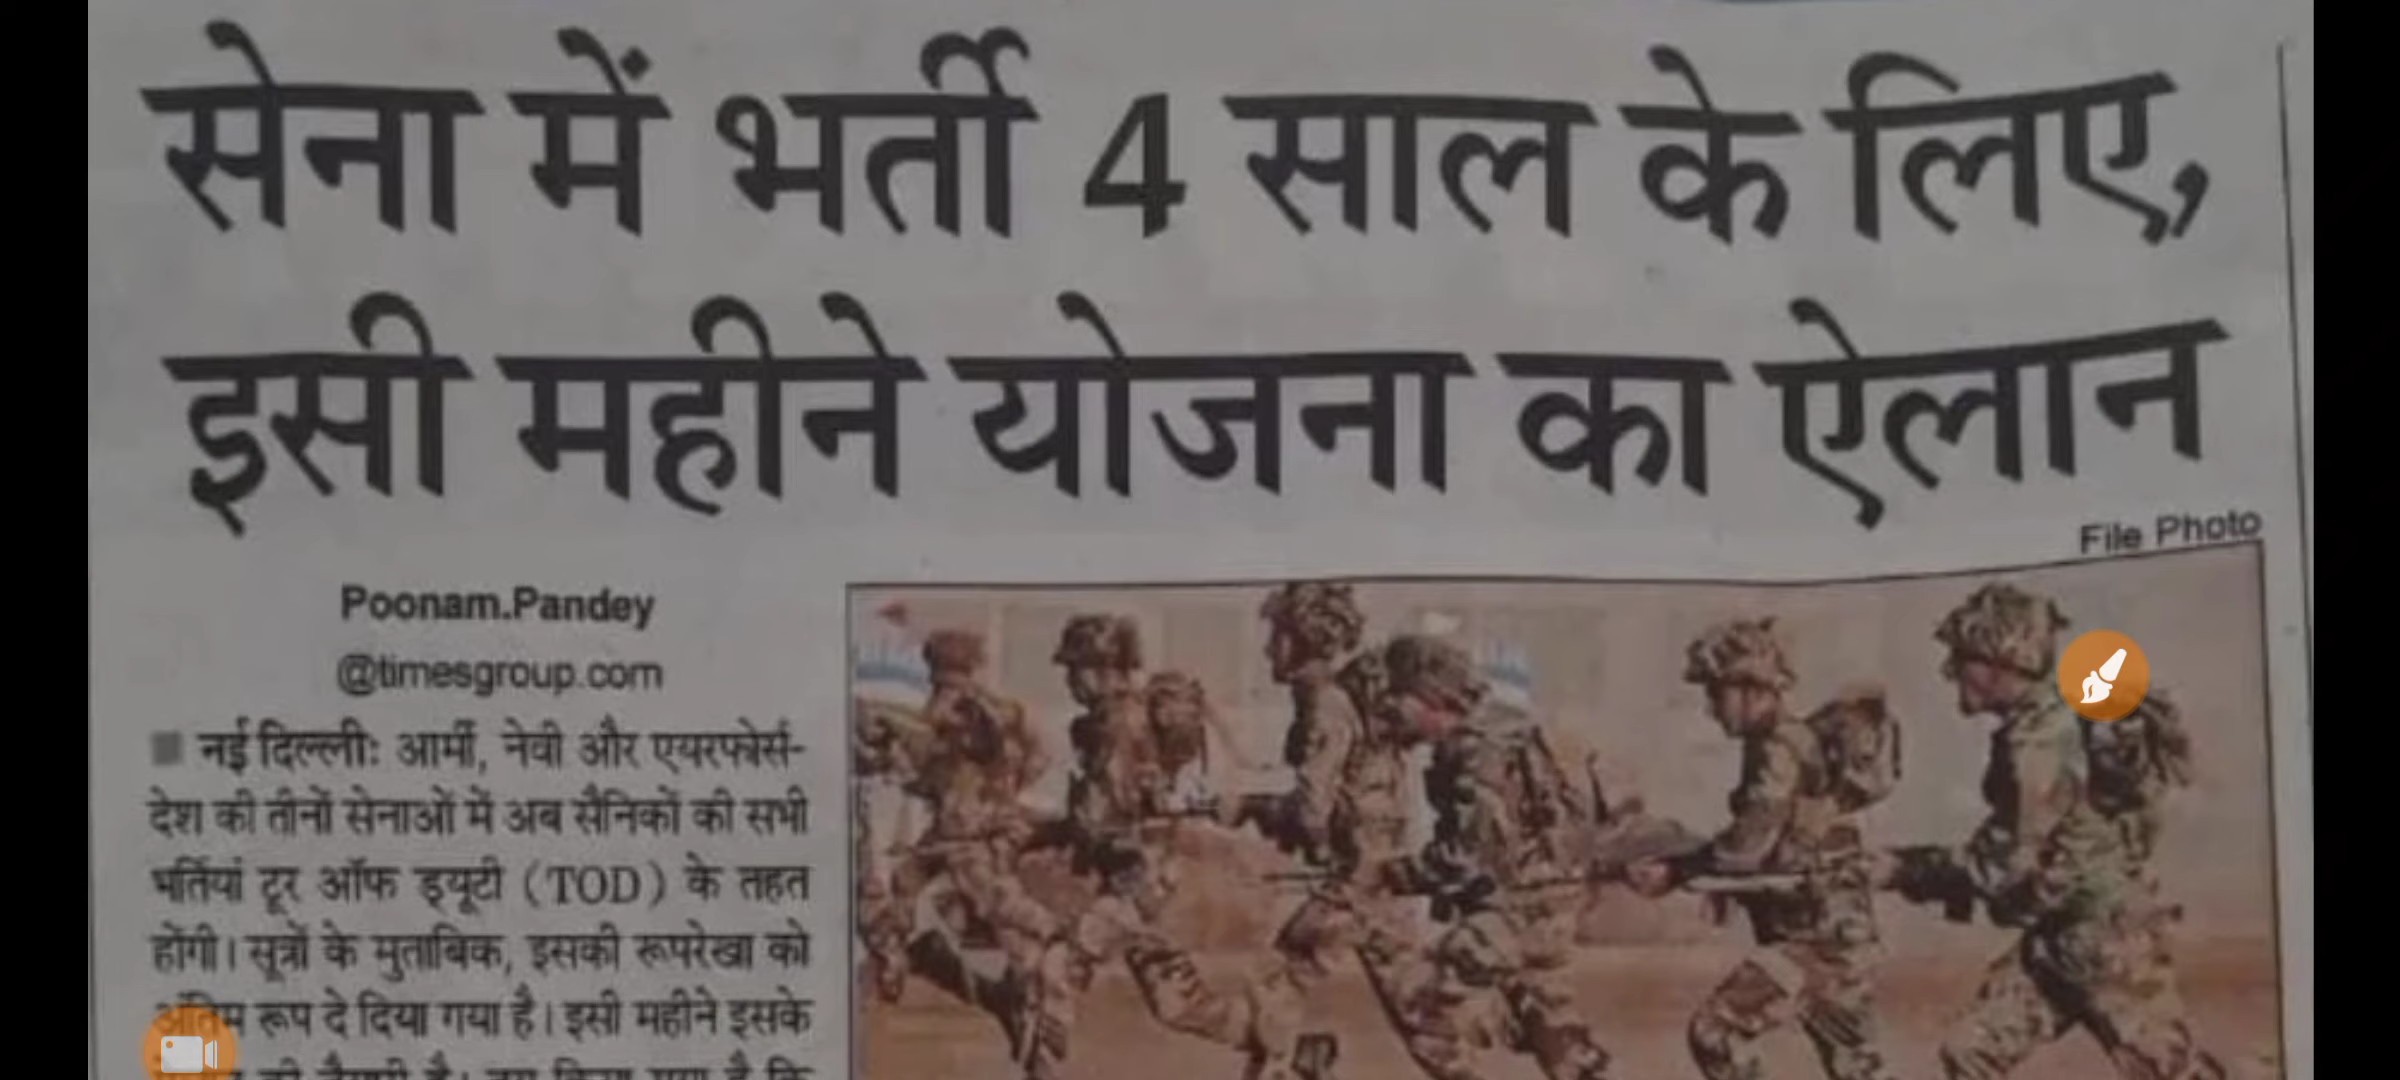 सेना में भर्ती 4 साल के लिए,
इसी महीने योजना का ऐलान
File Photo
Poonam.Pandey
@timesgroup.com
नई दिल्ली: आर्मी, नेवी और एयरफोर्स-
देश की तीनों सेनाओं में अब सैनिकों की सभी
भर्तियां टूर ऑफ ड्यूटी (TOD) के तहत
होंगी। सूत्रों के मुताबिक, इसकी रूपरेखा को
अंतिम रूप दे दिया गया है। इसी महीने इसके